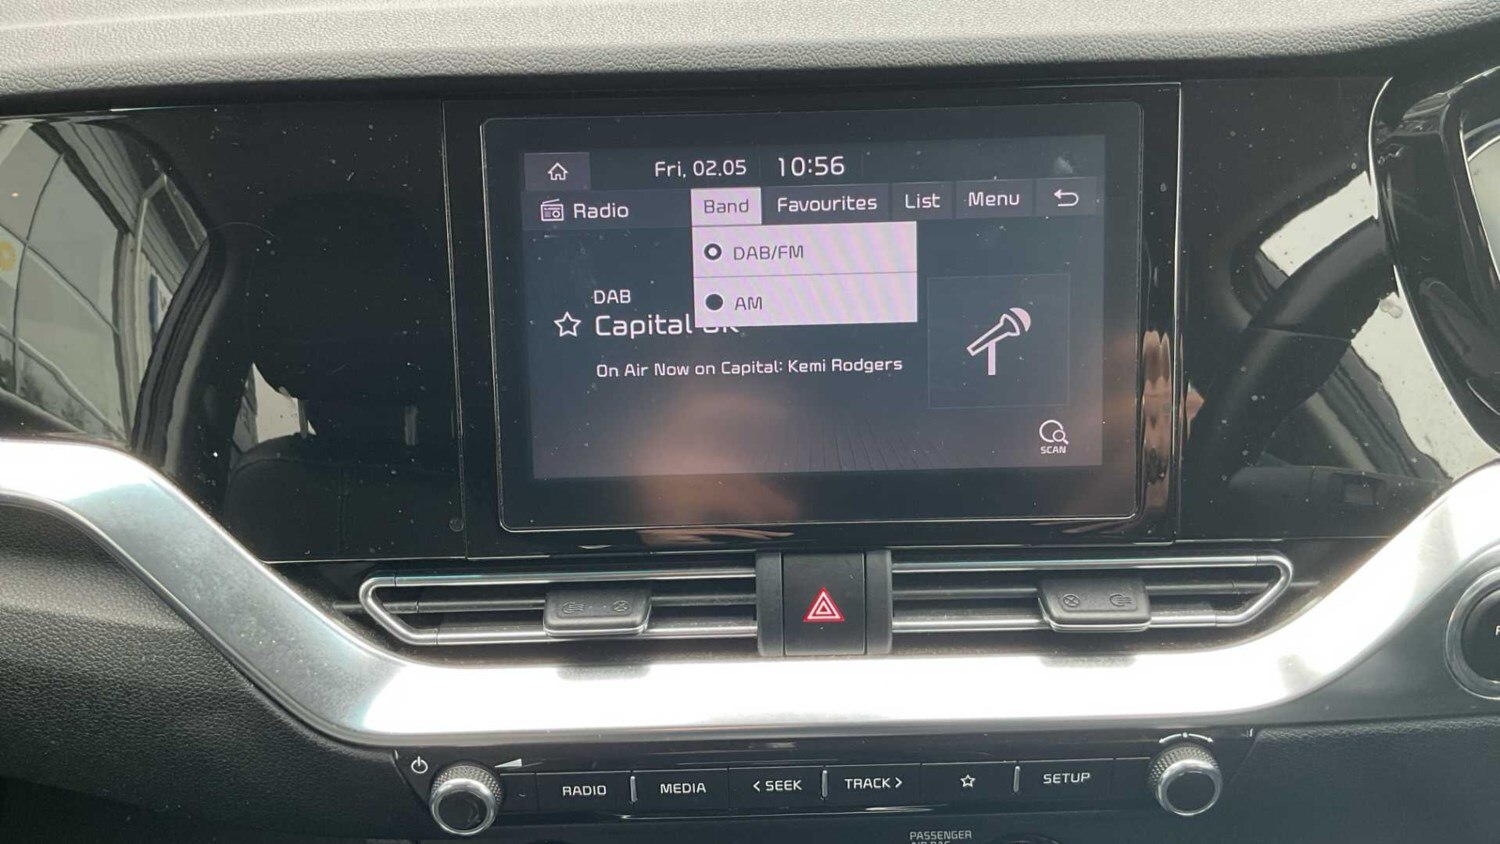 Fri, 02.05 10:56
Radio Band Favourites List Menu
DAB/FM
AM
DAB
Capital
On Air Now on Capital: Kemi Rodgers
SCAN
RADIO MEDIA < SEEK TRACK > SETUP
PASSENGER